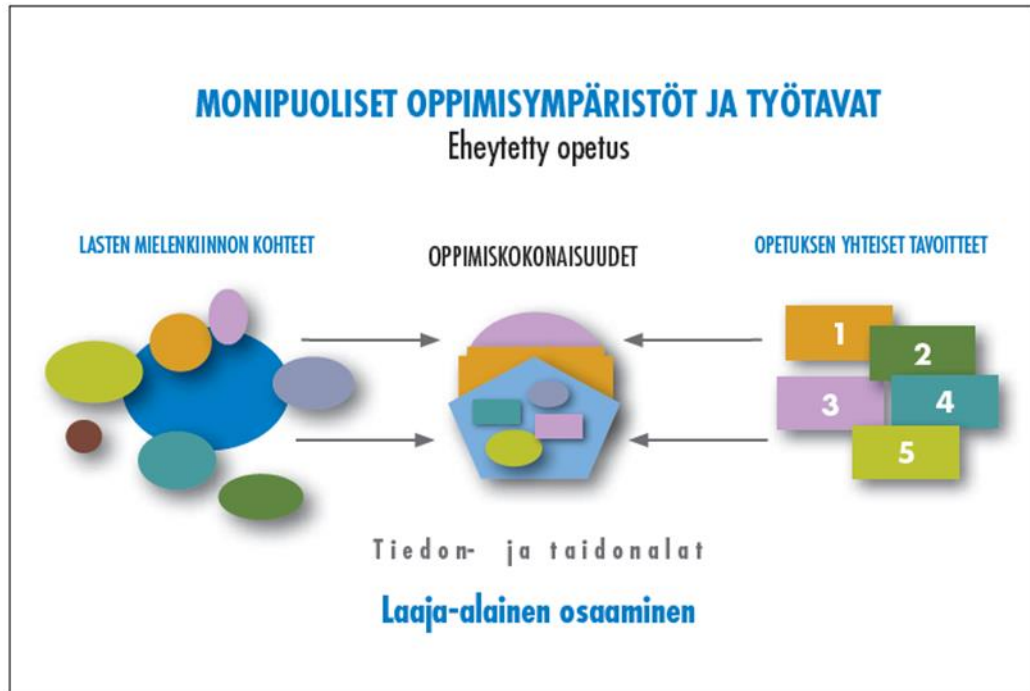 MONIPUOLISET OPPIMISYMPÄRISTÖT JA TYÖTAVAT
Eheytetty opetus
LASTEN MIELENKIINNON KOHTEET
OPPIMISKOKONAISUUDET
OPETUKSEN YHTEISET TAVOITTEET
1
2
3
4
5
Tiedon- ja taidonalat
Laaja-alainen osaaminen